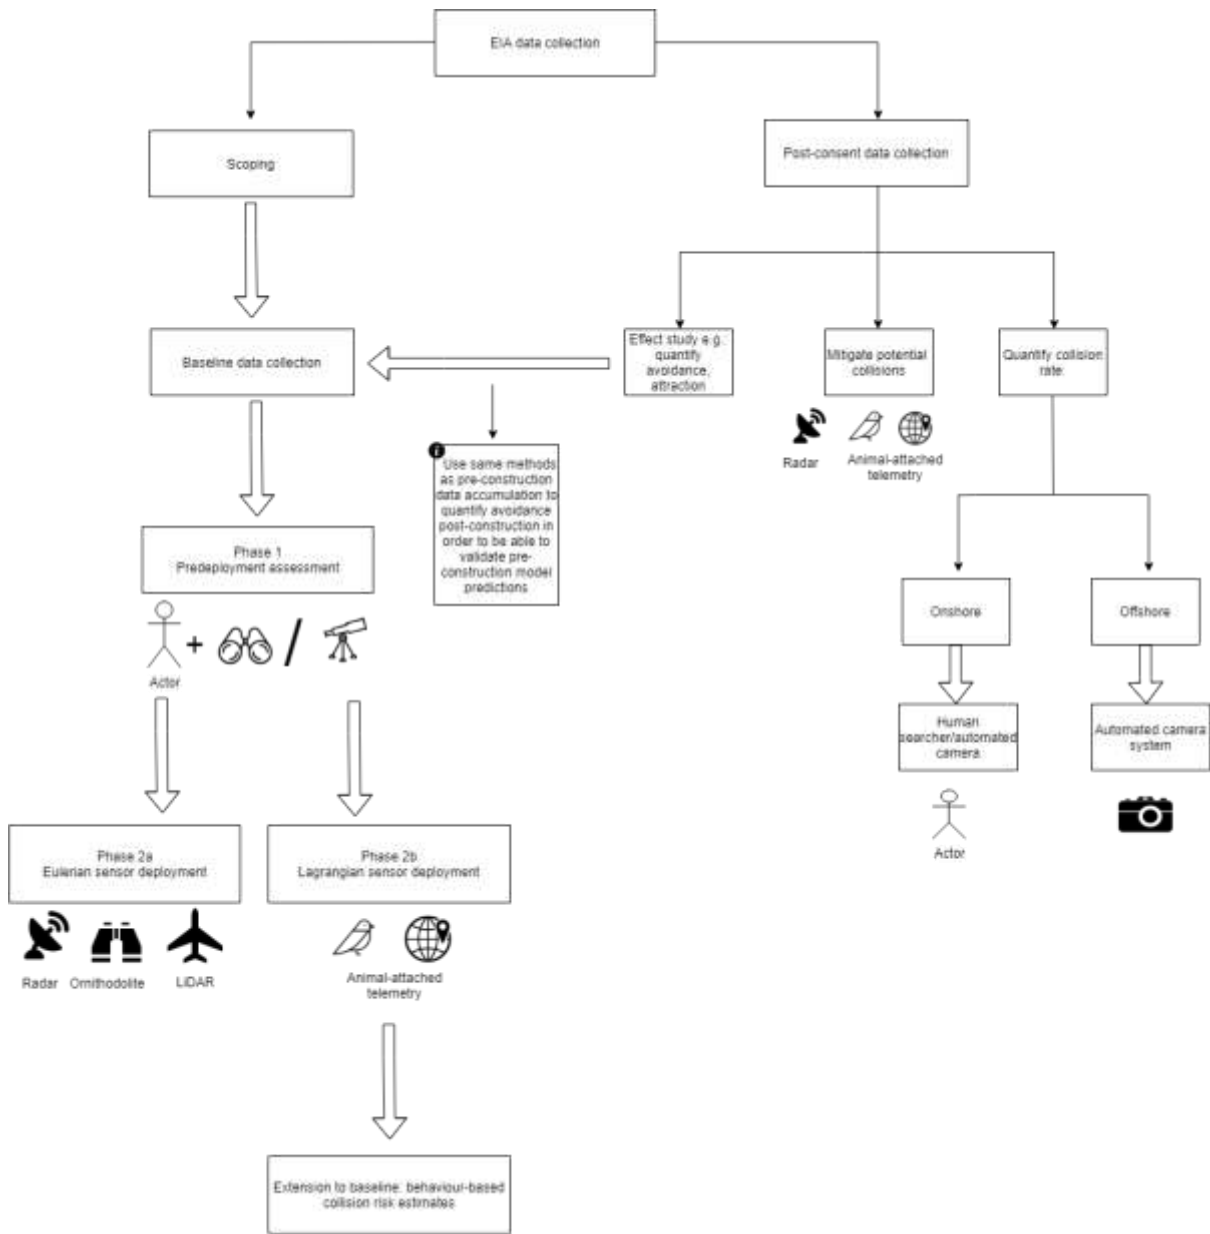 EIA data collection
Scoping
Post-consent data collection
Baseline data collection
Effect study e.g.:
quantify
avoidance,
attraction
Mitigate potential
collisions
Quantify collision
rate
Radar
Animal-attached
telemetry
i
Use same methods
as pre-construction
data accumulation to
quantify avoidance
post-construction in
order to be able to
validate pre-
construction model
predictions
Phase 1
Predeployment assessment
+
/
Actor
Onshore
Offshore
Human
searcher/automated
camera
Automated camera
system
Actor
Phase 2a
Eulerian sensor deployment
Phase 2b
Lagrangian sensor deployment
Radar
Ornithodolite
LiDAR
Animal-attached
telemetry
Extension to baseline: behaviour-based
collision risk estimates